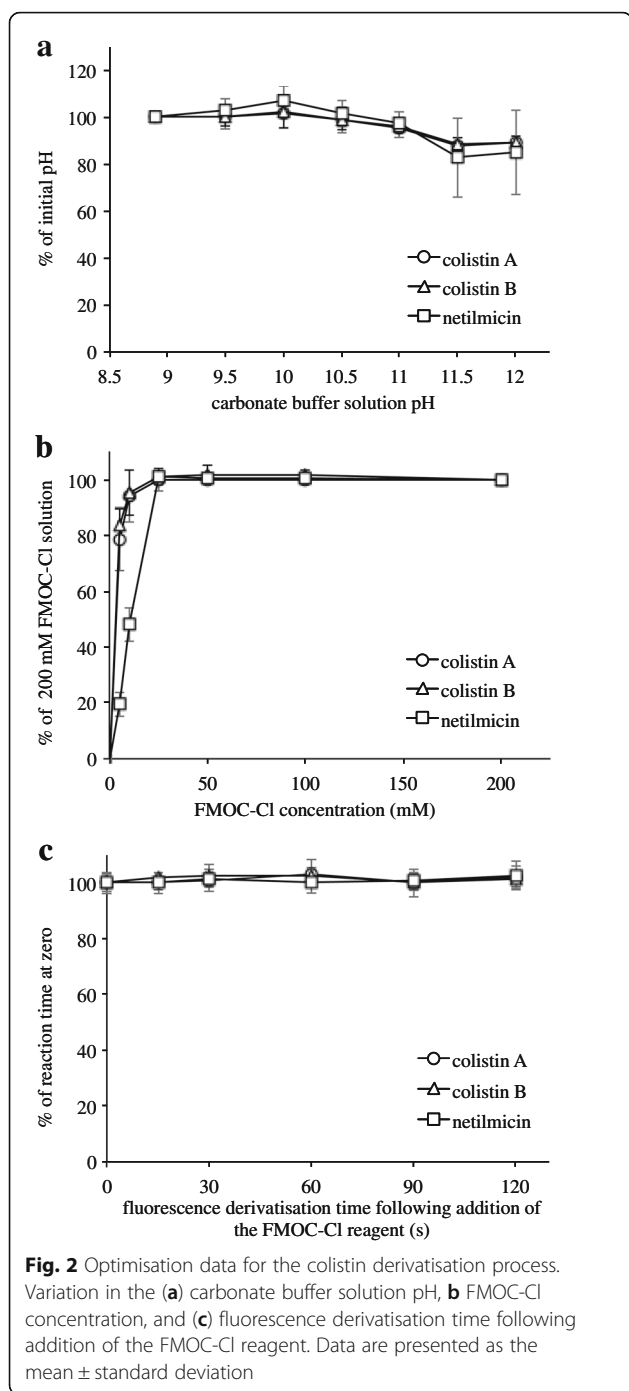 a
120
100
80
60
40
20
0
% of initial pH
colistin A
colistin B
netilmicin
8.5 9 9.5 10 10.5 11 11.5 12
carbonate buffer solution pH
b
100
80
60
40
20
0
% of 200 mM FMOC-Cl solution
colistin A
colistin B
netilmicin
0 50 100 150 200
FMOC-Cl concentration (mM)
c
100
80
60
40
20
0
% of reaction time at zero
colistin A
colistin B
netilmicin
0 30 60 90 120
fluorescence derivatisation time following addition of
the FMOC-Cl reagent (s)
Fig. 2 Optimisation data for the colistin derivatisation process.
Variation in the (a) carbonate buffer solution pH, b FMOC-Cl
concentration, and (c) fluorescence derivatisation time following
addition of the FMOC-Cl reagent. Data are presented as the
mean ± standard deviation